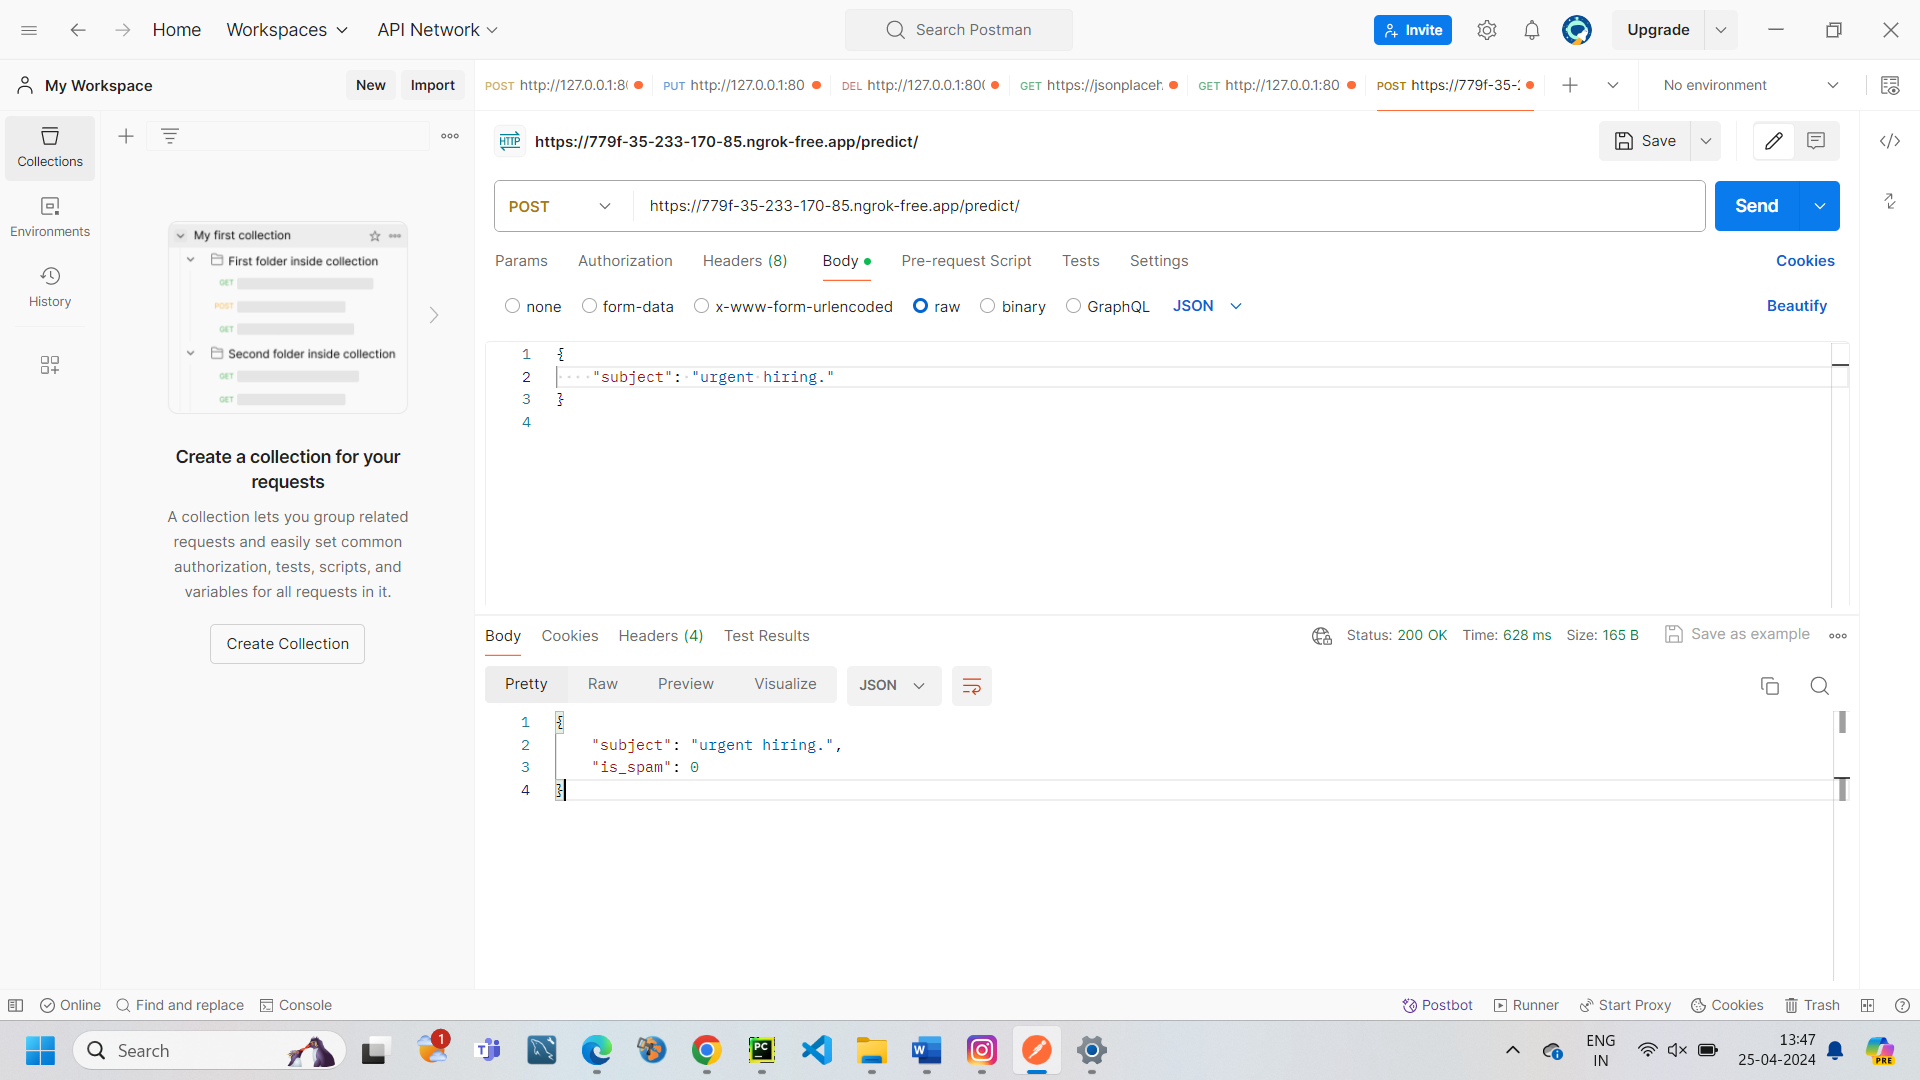 Home
Workspaces
API Network
Search Postman
Invite
Upgrade
My Workspace
New
Import
POST http://127.0.0.1:8
PUT http://127.0.0.1:80
DEL http://127.0.0.1:800
GET https://jsonplaceh
GET http://127.0.0.1:80
POST https://779f-35-
No environment
Collections
Environments
History
My first collection
First folder inside collection
GET
POST
GET
Second folder inside collection
GET
GET
Create a collection for your
requests
A collection lets you group related
requests and easily set common
authorization, tests, scripts, and
variables for all requests in it.
Create Collection
HTTP
https://779f-35-233-170-85.ngrok-free.app/predict/
Save
POST
https://779f-35-233-170-85.ngrok-free.app/predict/
Send
Params
Authorization
Headers (8)
Body
Pre-request Script
Tests
Settings
Cookies
none
form-data
x-www-form-urlencoded
raw
binary
GraphQL
JSON
Beautify
1 {
2 "subject": "urgent hiring."
3 }
4
Body
Cookies
Headers (4)
Test Results
Status: 200 OK
Time: 628 ms
Size: 165 B
Save as example
Pretty
Raw
Preview
Visualize
JSON
1 {
2 "subject": "urgent hiring.",
3 "is_spam": 0
4 }
Online
Find and replace
Console
Postbot
Runner
Start Proxy
Cookies
Trash
Search
1
PC
W
ENG
IN
13:47
25-04-2024
PRE